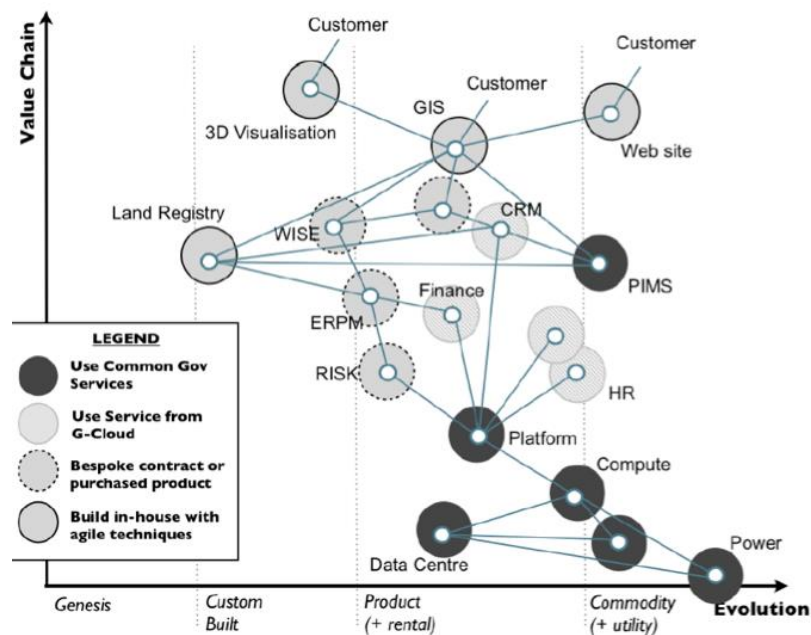 Value Chain
Customer
3D Visualisation
GIS
Customer
Customer
Web site
Land Registry
WISE
CRM
PIMS
ERPM
Finance
RISK
HR
Platform
Compute
Data Centre
Power
LEGEND
Use Common Gov
Services
Use Service from
G-Cloud
Bespoke contract or
purchased product
Build in-house with
agile techniques
Genesis
Custom
Built
Product
(+ rental)
Commodity
(+ utility)
Evolution